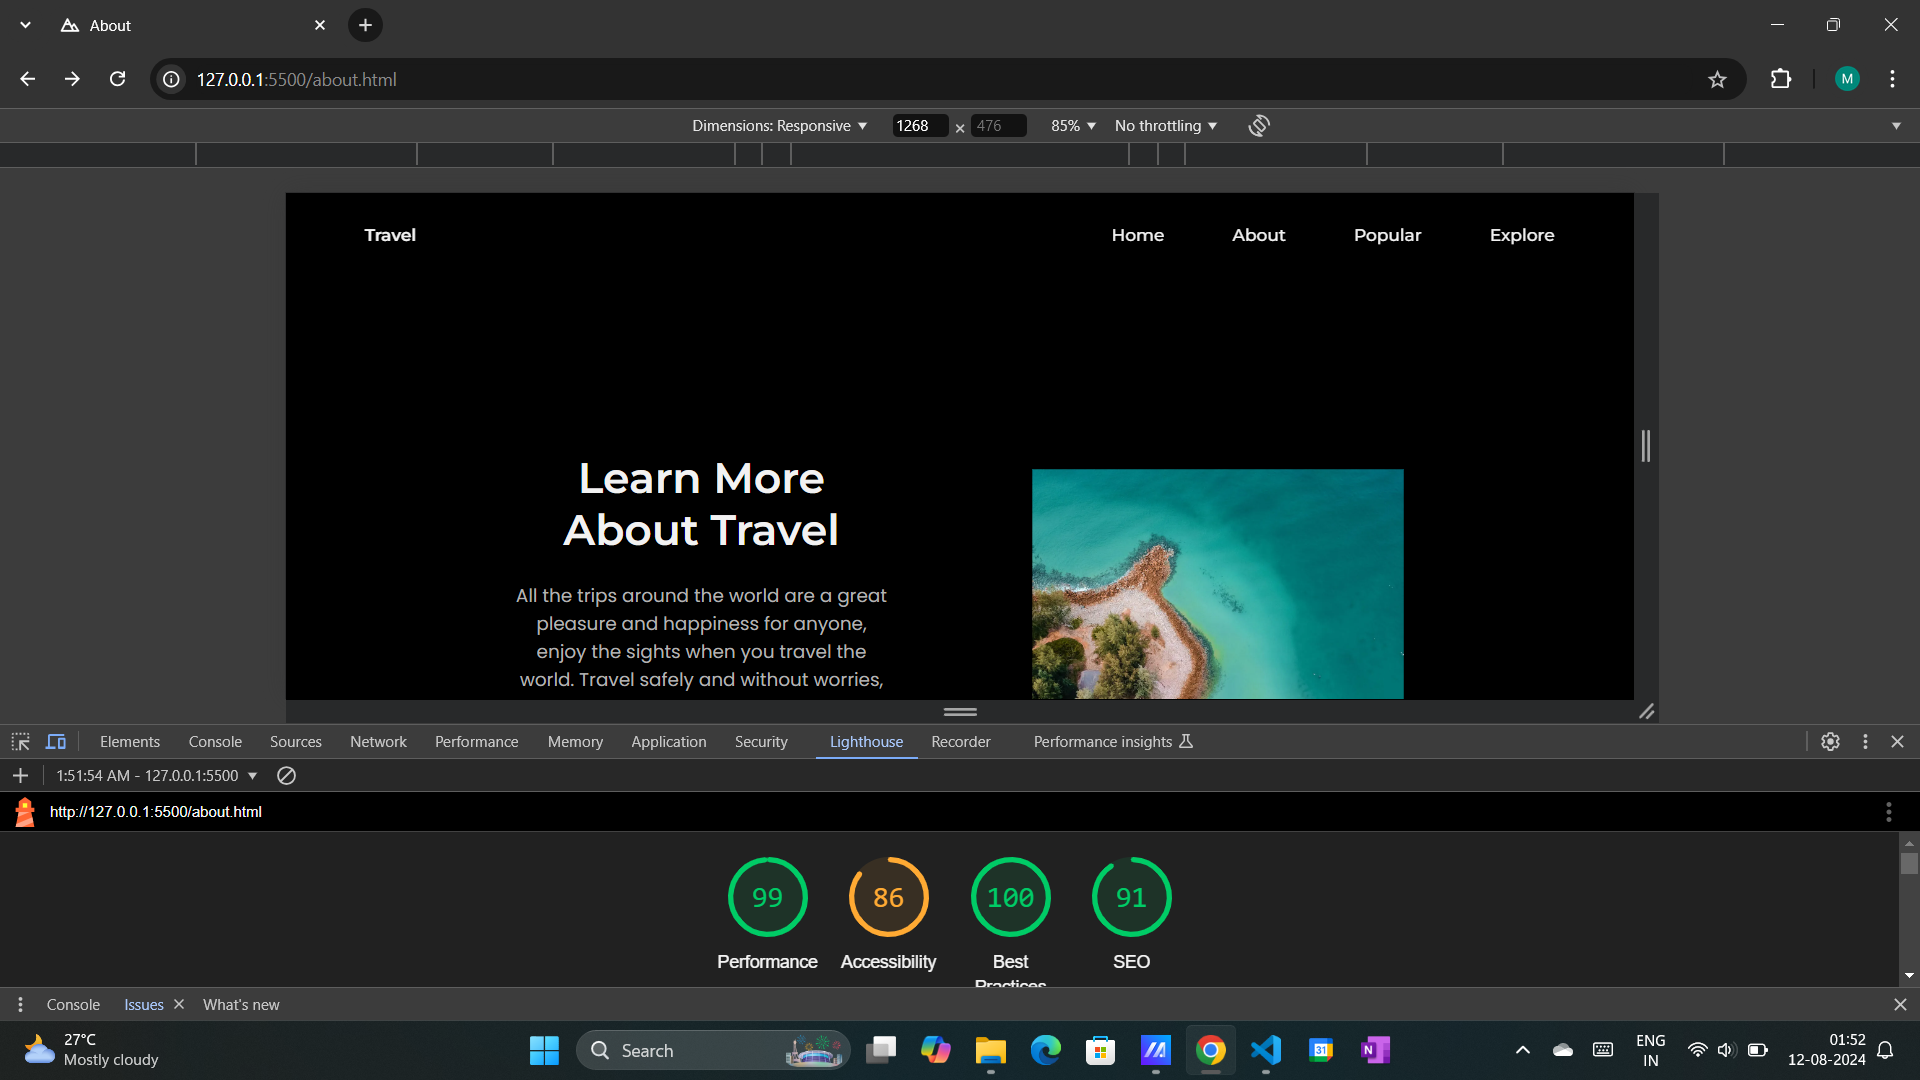 About
127.0.0.1:5500/about.html
M
Dimensions: Responsive
1268
×
476
85%
No throttling
Travel
Home
About
Popular
Explore
Learn More
About Travel
All the trips around the world are a great
pleasure and happiness for anyone,
enjoy the sights when you travel the
world. Travel safely and without worries,
Elements
Console
Sources
Network
Performance
Memory
Application
Security
Lighthouse
Recorder
Performance insights
1:51:54 AM - 127.0.0.1:5500
http://127.0.0.1:5500/about.html
99
86
100
91
Performance
Accessibility
Best
Practices
SEO
Console
Issues
What's new
27°C
Mostly cloudy
Search
31
N
ENG
IN
01:52
12-08-2024